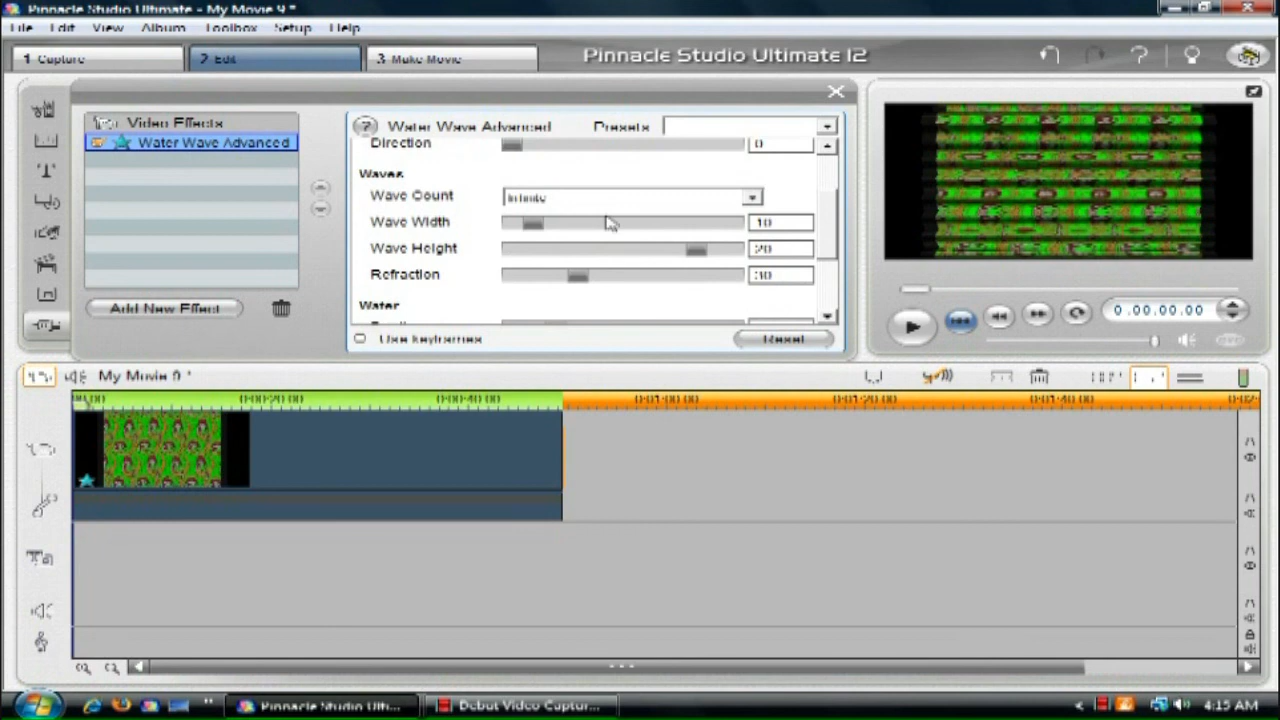 Pinnacle Studio Ultimate - My Movie 9 *
File Edit View Album Toolbox Setup Help
1 Capture 2 Edit 3 Make Movie Pinnacle Studio Ultimate 12
Video Effects
Water Wave Advanced
Add New Effect
Water Wave Advanced Presets
Direction 0
Waves
Wave Count Infinite
Wave Width 10
Wave Height 20
Refraction 30
Water
Use keyframes Reset
0:00:00.00
My Movie 9 *
0:00:20.00 0:00:40.00 0:01:00.00 0:01:20.00 0:01:40.00
Pinnacle Studio Ulti... Debut Video Captur... 4:15 AM